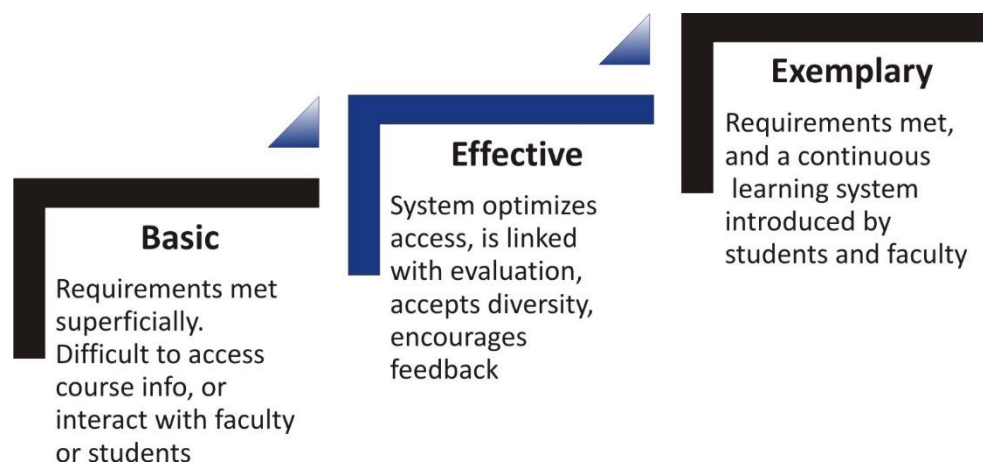 Basic
Requirements met
superficially.
Difficult to access
course info, or
interact with faculty
or students
Effective
System optimizes
access, is linked
with evaluation,
accepts diversity,
encourages
feedback
Exemplary
Requirements met,
and a continuous
learning system
introduced by
students and faculty